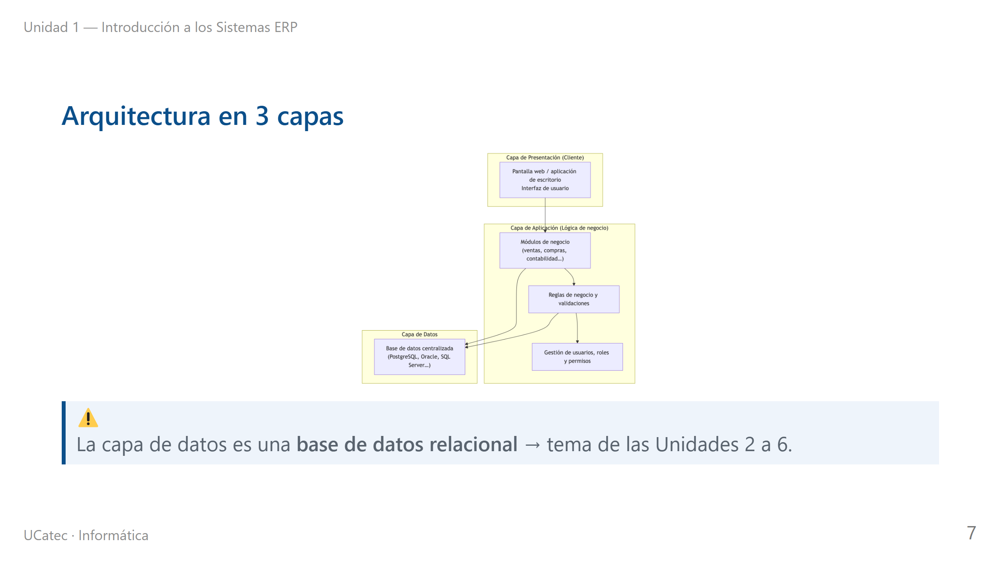 Unidad 1 — Introducción a los Sistemas ERP
Arquitectura en 3 capas
Capa de Presentación (Cliente)
Pantalla web / aplicación
de escritorio
Interfaz de usuario
Capa de Aplicación (Lógica de negocio)
Módulos de negocio
(ventas, compras,
contabilidad...)
Reglas de negocio y
validaciones
Capa de Datos
Base de datos centralizada
(PostgreSQL, Oracle, SQL
Server...)
Gestión de usuarios, roles
y permisos
La capa de datos es una base de datos relacional → tema de las Unidades 2 a 6.
UCatec · Informática
7